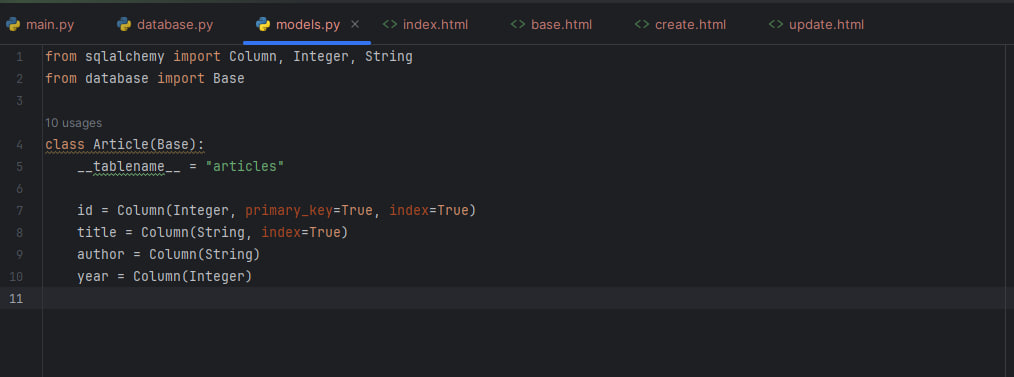 main.py database.py models.py index.html base.html create.html update.html
1 from sqlalchemy import Column, Integer, String
2 from database import Base
3
10 usages
4 class Article(Base):
5     __tablename__ = "articles"
6
7     id = Column(Integer, primary_key=True, index=True)
8     title = Column(String, index=True)
9     author = Column(String)
10     year = Column(Integer)
11